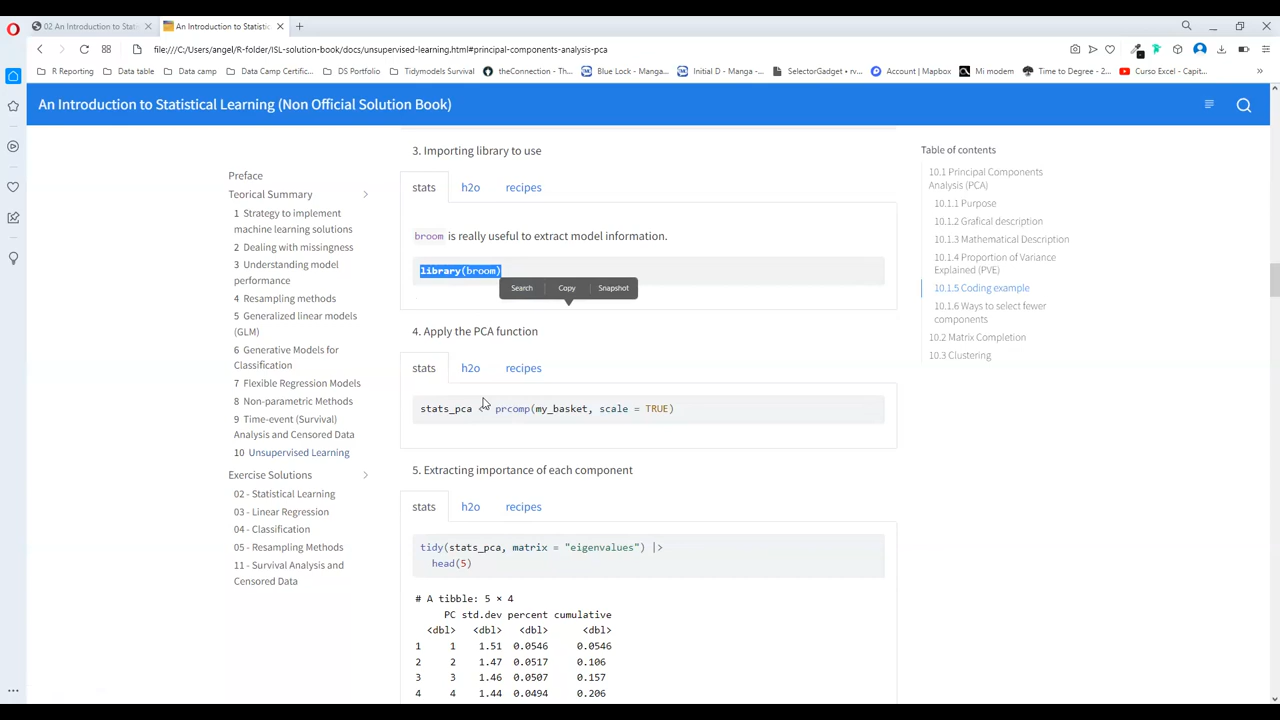 02 An Introduction to Stati
An Introduction to Statistic
file:///C:/Users/angel/R-folder/ISL-solution-book/docs/unsupervised-learning.html#principal-components-analysis-pca
R Reporting
Data table
Data camp
Data Camp Certific...
DS Portfolio
Tidymodels Survival
theConnection - Th...
Blue Lock - Manga...
Initial D - Manga -...
SelectorGadget • rv...
Account | Mapbox
Mi modem
Time to Degree - 2...
Curso Excel - Capit...
An Introduction to Statistical Learning (Non Official Solution Book)
Preface
Teorical Summary
1 Strategy to implement
machine learning solutions
2 Dealing with missingness
3 Understanding model
performance
4 Resampling methods
5 Generalized linear models
(GLM)
6 Generative Models for
Classification
7 Flexible Regression Models
8 Non-parametric Methods
9 Time-event (Survival)
Analysis and Censored Data
10 Unsupervised Learning
Exercise Solutions
02 - Statistical Learning
03 - Linear Regression
04 - Classification
05 - Resampling Methods
11 - Survival Analysis and
Censored Data
3. Importing library to use
stats h2o recipes
broom is really useful to extract model information.
library(broom)
Search Copy Snapshot
4. Apply the PCA function
stats h2o recipes
stats_pca <- prcomp(my_basket, scale = TRUE)
5. Extracting importance of each component
stats h2o recipes
tidy(stats_pca, matrix = "eigenvalues") |>
head(5)
# A tibble: 5 × 4
PC std.dev percent cumulative
<dbl> <dbl> <dbl> <dbl>
1 1 1.51 0.0546 0.0546
2 2 1.47 0.0517 0.106
3 3 1.46 0.0507 0.157
4 4 1.44 0.0494 0.206
Table of contents
10.1 Principal Components
Analysis (PCA)
10.1.1 Purpose
10.1.2 Grafical description
10.1.3 Mathematical Description
10.1.4 Proportion of Variance
Explained (PVE)
10.1.5 Coding example
10.1.6 Ways to select fewer
components
10.2 Matrix Completion
10.3 Clustering